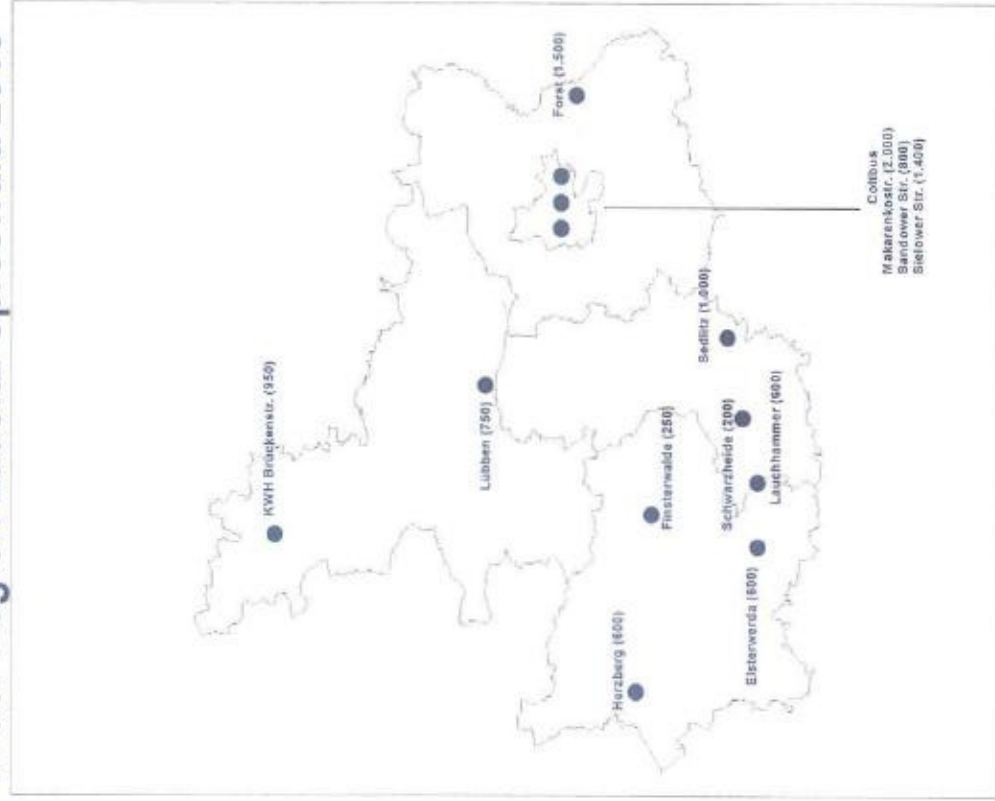 KWH Brückenstr. (950)
Lübben (750)
Forst (1.500)
Herzberg (600)
Finsterwalde (250)
Sedlitz (1.000)
Schwarzheide (200)
Elsterwerda (600)
Lauchhammer (600)
Cottbus
Makarenkostr. (2.000)
Sandower Str. (800)
Sielower Str. (1.400)